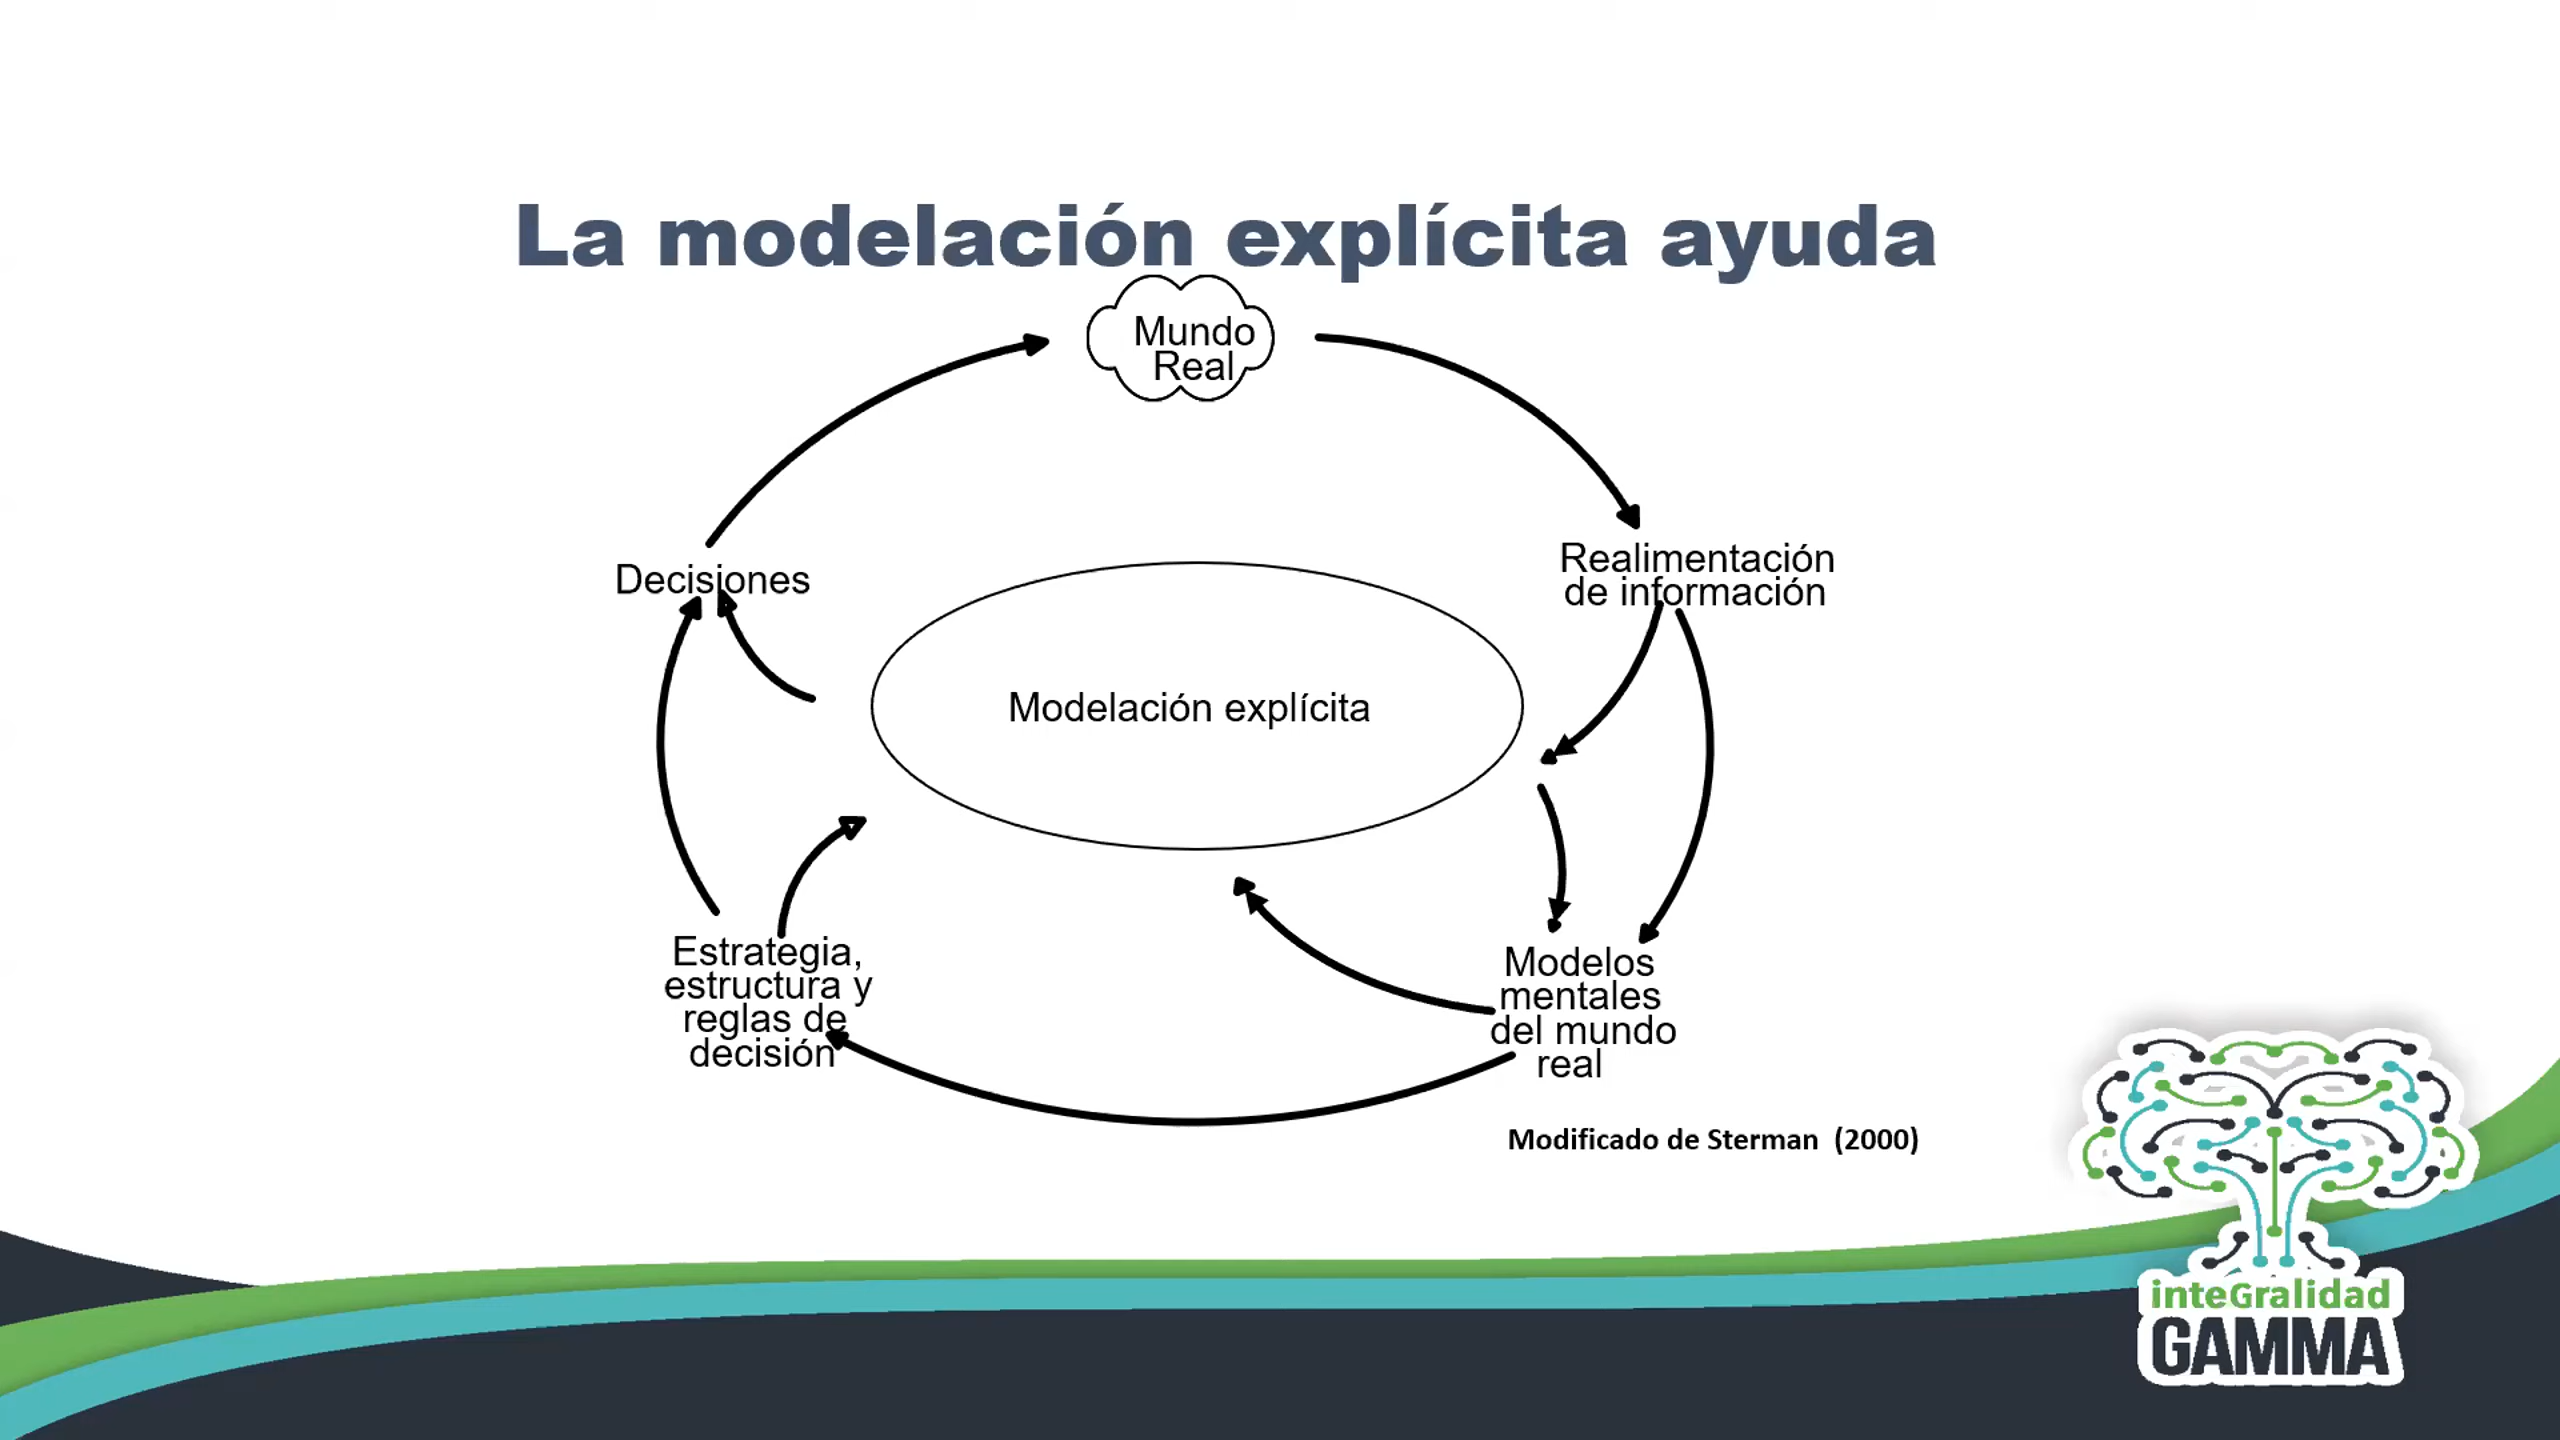 La modelación explícita ayuda
Mundo
Real
Decisiones
Realimentación
de información
Modelación explícita
Estrategia,
estructura y
reglas de
decisión
Modelos
mentales
del mundo
real
Modificado de Sterman (2000)
inteGralidad
GAMMA